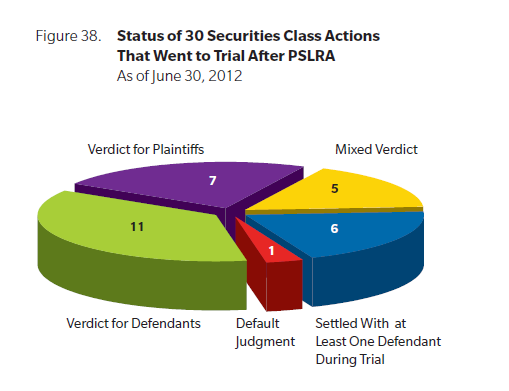 Figure 38. Status of 30 Securities Class Actions
That Went to Trial After PSLRA
As of June 30, 2012
Verdict for Plaintiffs
Mixed Verdict
7
5
11
6
1
Verdict for Defendants
Default
Judgment
Settled With at
Least One Defendant
During Trial